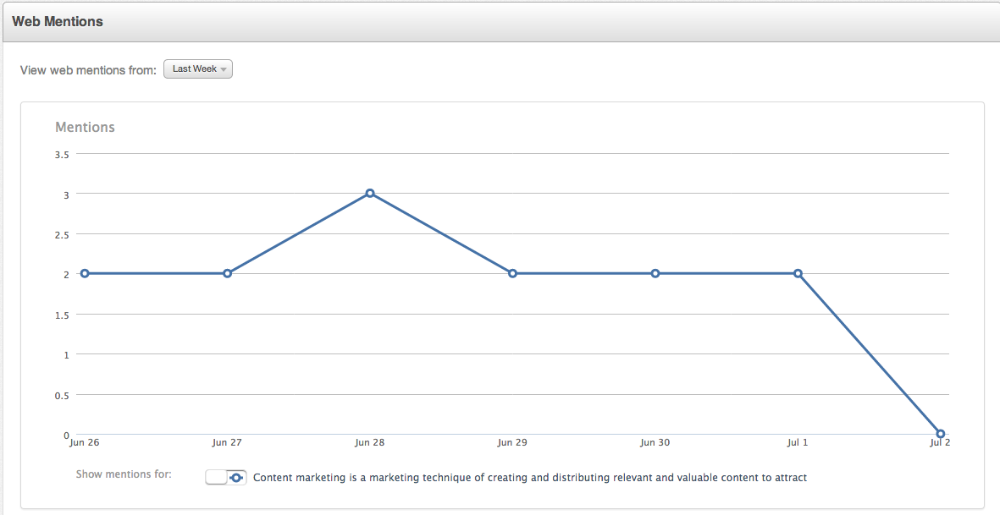 Web Mentions
View web mentions from: Last Week
Mentions
3.5
3
2.5
2
1.5
1
0.5
0
Jun 26 Jun 27 Jun 28 Jun 29 Jun 30 Jul 1 Jul 2
Show mentions for: Content marketing is a marketing technique of creating and distributing relevant and valuable content to attract